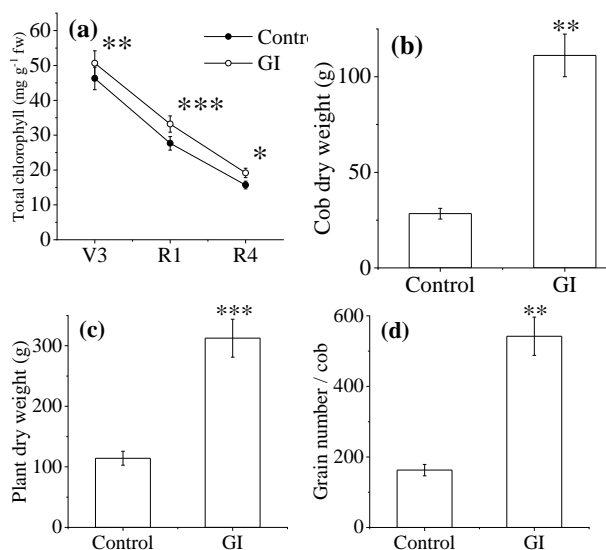 (a)
Control
GI
**
***
*
Total chlorophyll (mg g⁻¹ fw)
60
50
40
30
20
10
0
V3 R1 R4
(b)
**
Cob dry weight (g)
100
50
0
Control GI
(c)
***
Plant dry weight (g)
300
200
100
0
Control GI
(d)
**
Grain number / cob
600
400
200
0
Control GI